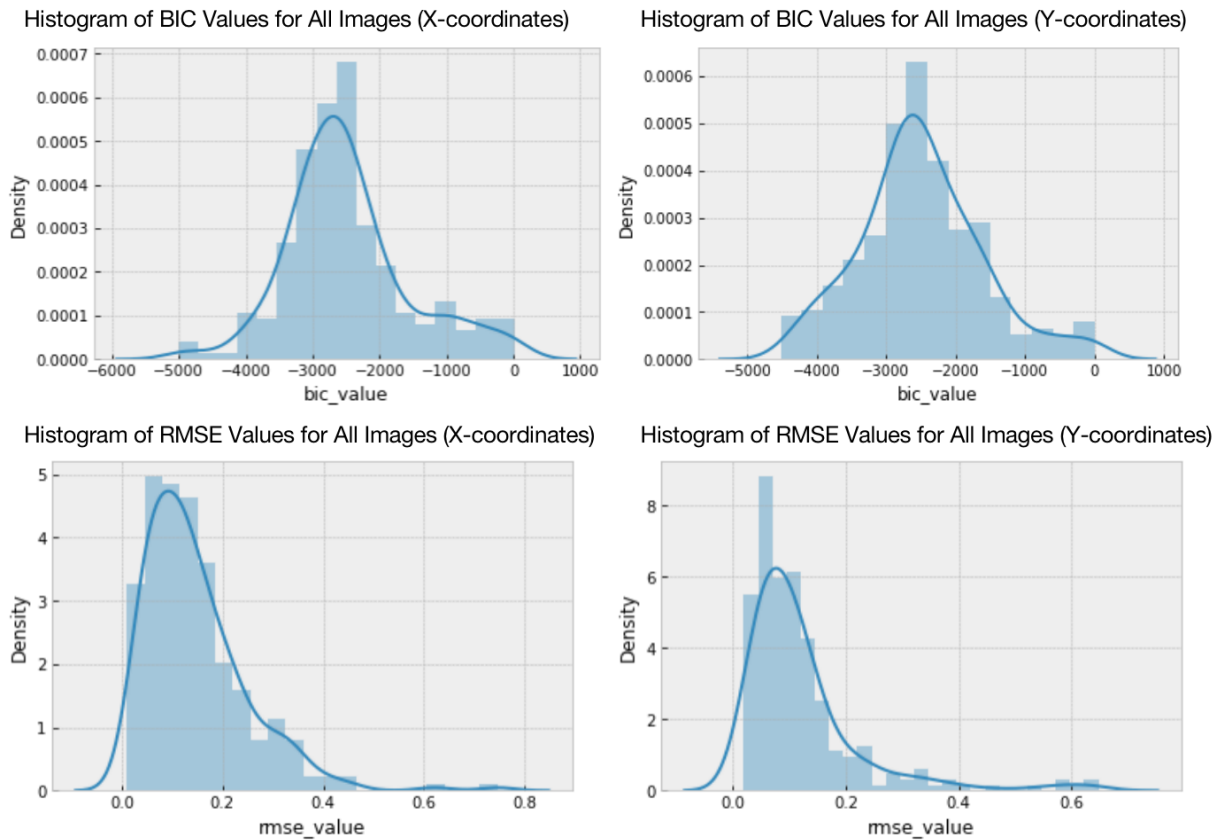 Histogram of BIC Values for All Images (X-coordinates)
0.0007
0.0006
0.0005
0.0004
0.0003
0.0002
0.0001
0.0000
Density
−6000 −5000 −4000 −3000 −2000 −1000 0 1000
bic_value
Histogram of BIC Values for All Images (Y-coordinates)
0.0006
0.0005
0.0004
0.0003
0.0002
0.0001
0.0000
Density
−5000 −4000 −3000 −2000 −1000 0 1000
bic_value
Histogram of RMSE Values for All Images (X-coordinates)
5
4
3
2
1
0
Density
0.0 0.2 0.4 0.6 0.8
rmse_value
Histogram of RMSE Values for All Images (Y-coordinates)
8
6
4
2
0
Density
0.0 0.2 0.4 0.6
rmse_value